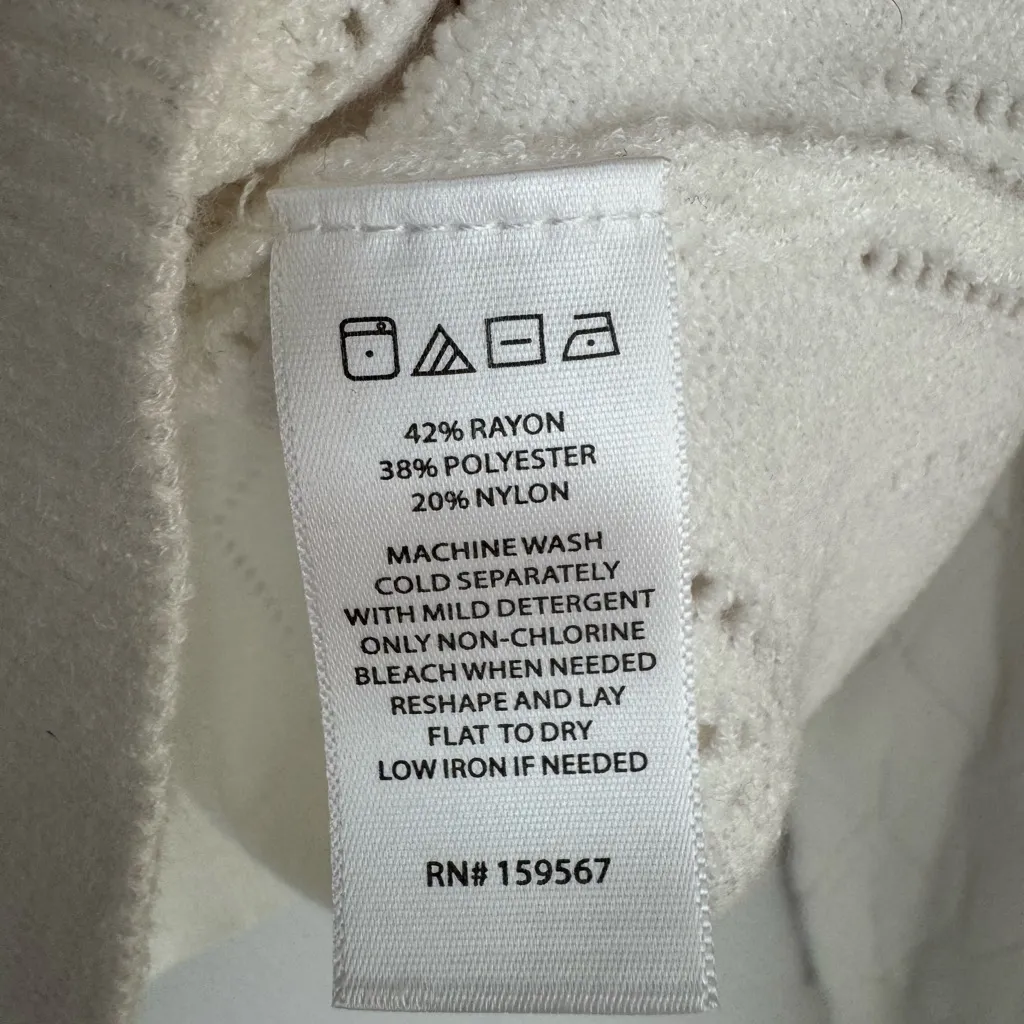 42% RAYON
38% POLYESTER
20% NYLON
MACHINE WASH
COLD SEPARATELY
WITH MILD DETERGENT
ONLY NON-CHLORINE
BLEACH WHEN NEEDED
RESHAPE AND LAY
FLAT TO DRY
LOW IRON IF NEEDED
RN# 159567